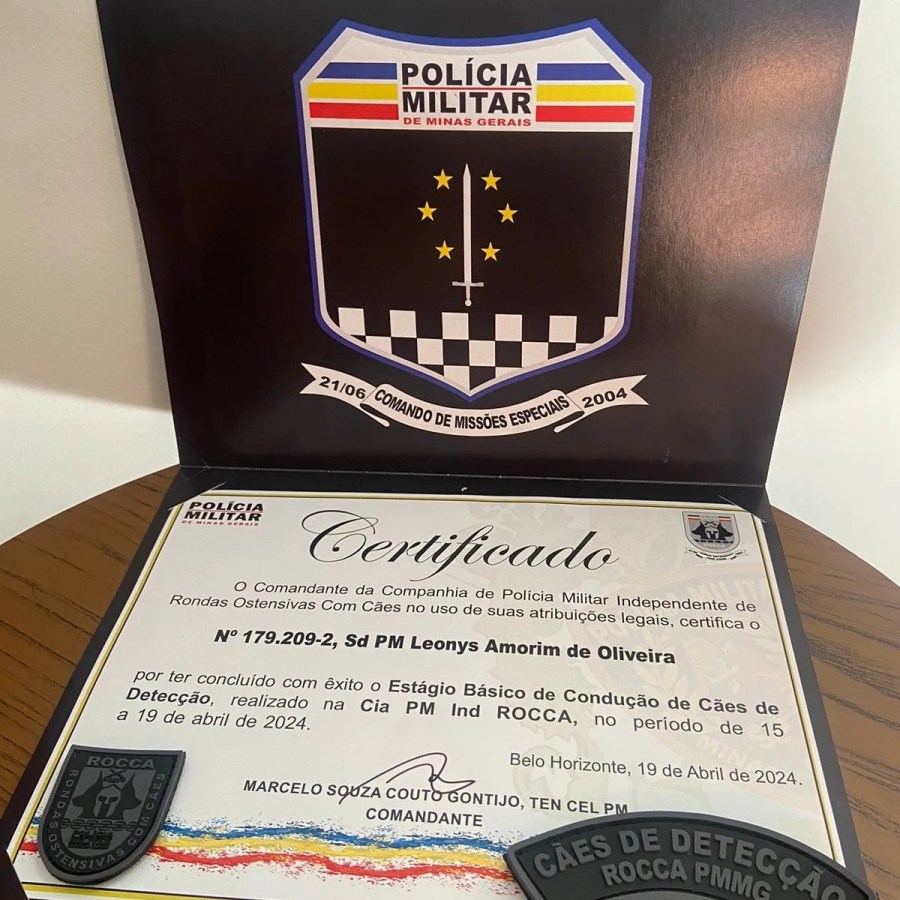 POLÍCIA
MILITAR
DE MINAS GERAIS
21/06 COMANDO DE MISSÕES ESPECIAIS 2004
POLÍCIA
MILITAR
DE MINAS GERAIS
Certificado
O Comandante da Companhia de Polícia Militar Independente de
Rondas Ostensivas Com Cães no uso de suas atribuições legais, certifica o
Nº 179.209-2, Sd PM Leonys Amorim de Oliveira
por ter concluído com êxito o Estágio Básico de Condução de Cães de
Detecção, realizado na Cia PM Ind ROCCA, no período de 15
a 19 de abril de 2024.
Belo Horizonte, 19 de Abril de 2024.
MARCELO SOUZA COUTO GONTIJO, TEN CEL PM
COMANDANTE
ROCCA
RONDAS OSTENSIVAS COM CÃES
CÃES DE DETECÇÃO
ROCCA PMMG